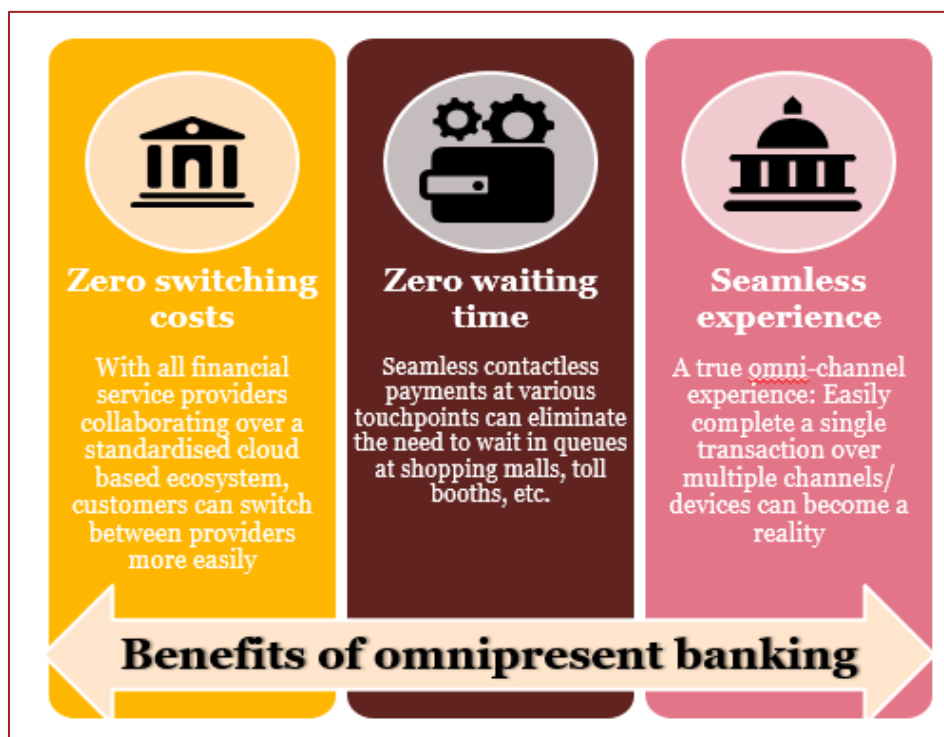 Zero switching
costs
With all financial
service providers
collaborating over a
standardised cloud
based ecosystem,
customers can switch
between providers
more easily
Zero waiting
time
Seamless contactless
payments at various
touchpoints can eliminate
the need to wait in queues
at shopping malls, toll
booths, etc.
Seamless
experience
A true omni-channel
experience: Easily
complete a single
transaction over
multiple channels/
devices can become a
reality
Benefits of omnipresent banking